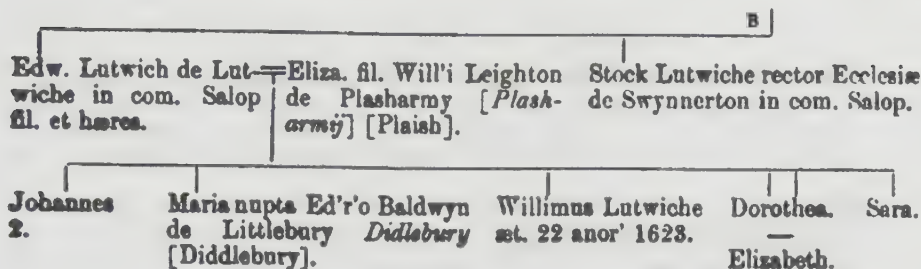 B
Edw. Lutwich de Lut-
wiche in com. Salop
fil. et hæres.
Eliza. fil. Will'i Leighton
de Plasharmy [Plash-
armij] [Plaish].
Stock Lutwiche rector Ecclesiæ
de Swynnerton in com. Salop.
Johannes
2.
Maria nupta Ed'r'o Baldwyn
de Littlebury Didlebury
[Diddlebury].
Willimus Lutwiche
æt. 22 anor' 1623.
Dorothea.
Elizabeth.
Sara.